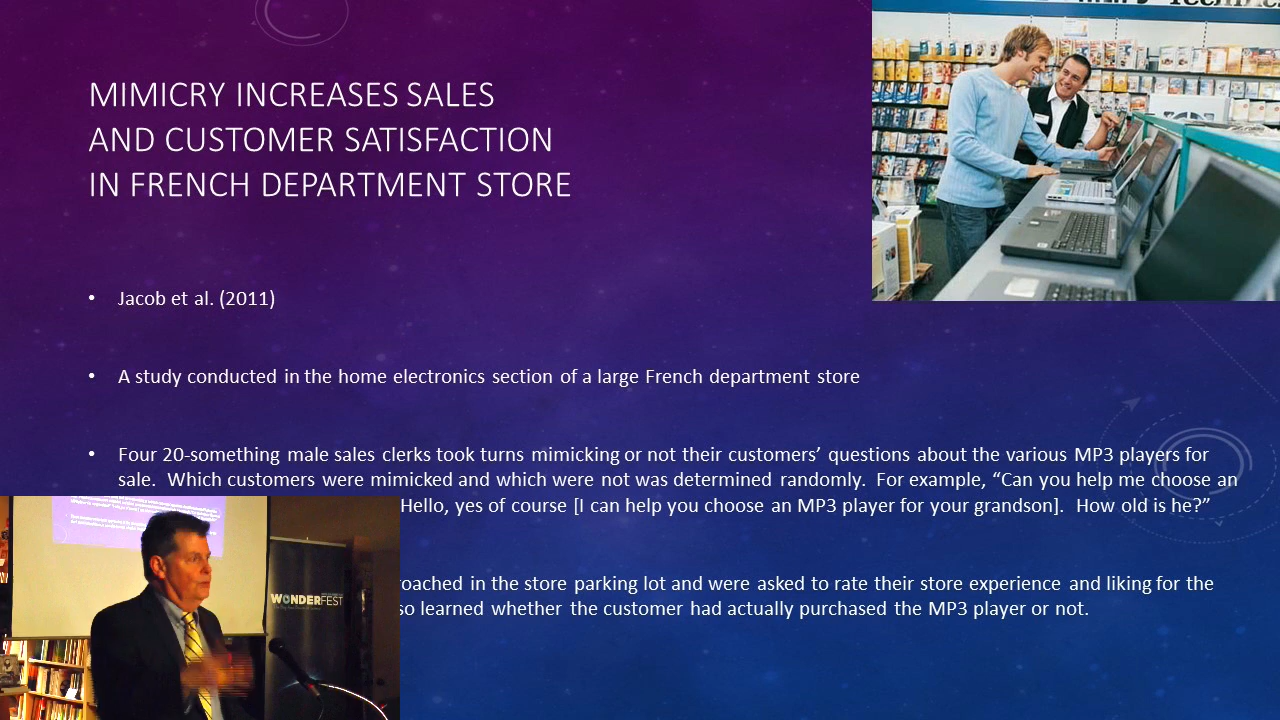 MIMICRY INCREASES SALES
AND CUSTOMER SATISFACTION
IN FRENCH DEPARTMENT STORE
• Jacob et al. (2011)
• A study conducted in the home electronics section of a large French department store
• Four 20-something male sales clerks took turns mimicking or not their customers’ questions about the various MP3 players for
sale. Which customers were mimicked and which were not was determined randomly. For example, “Can you help me choose an
Hello, yes of course [I can help you choose an MP3 player for your grandson]. How old is he?”
roached in the store parking lot and were asked to rate their store experience and liking for the
so learned whether the customer had actually purchased the MP3 player or not.
WONDERFEST